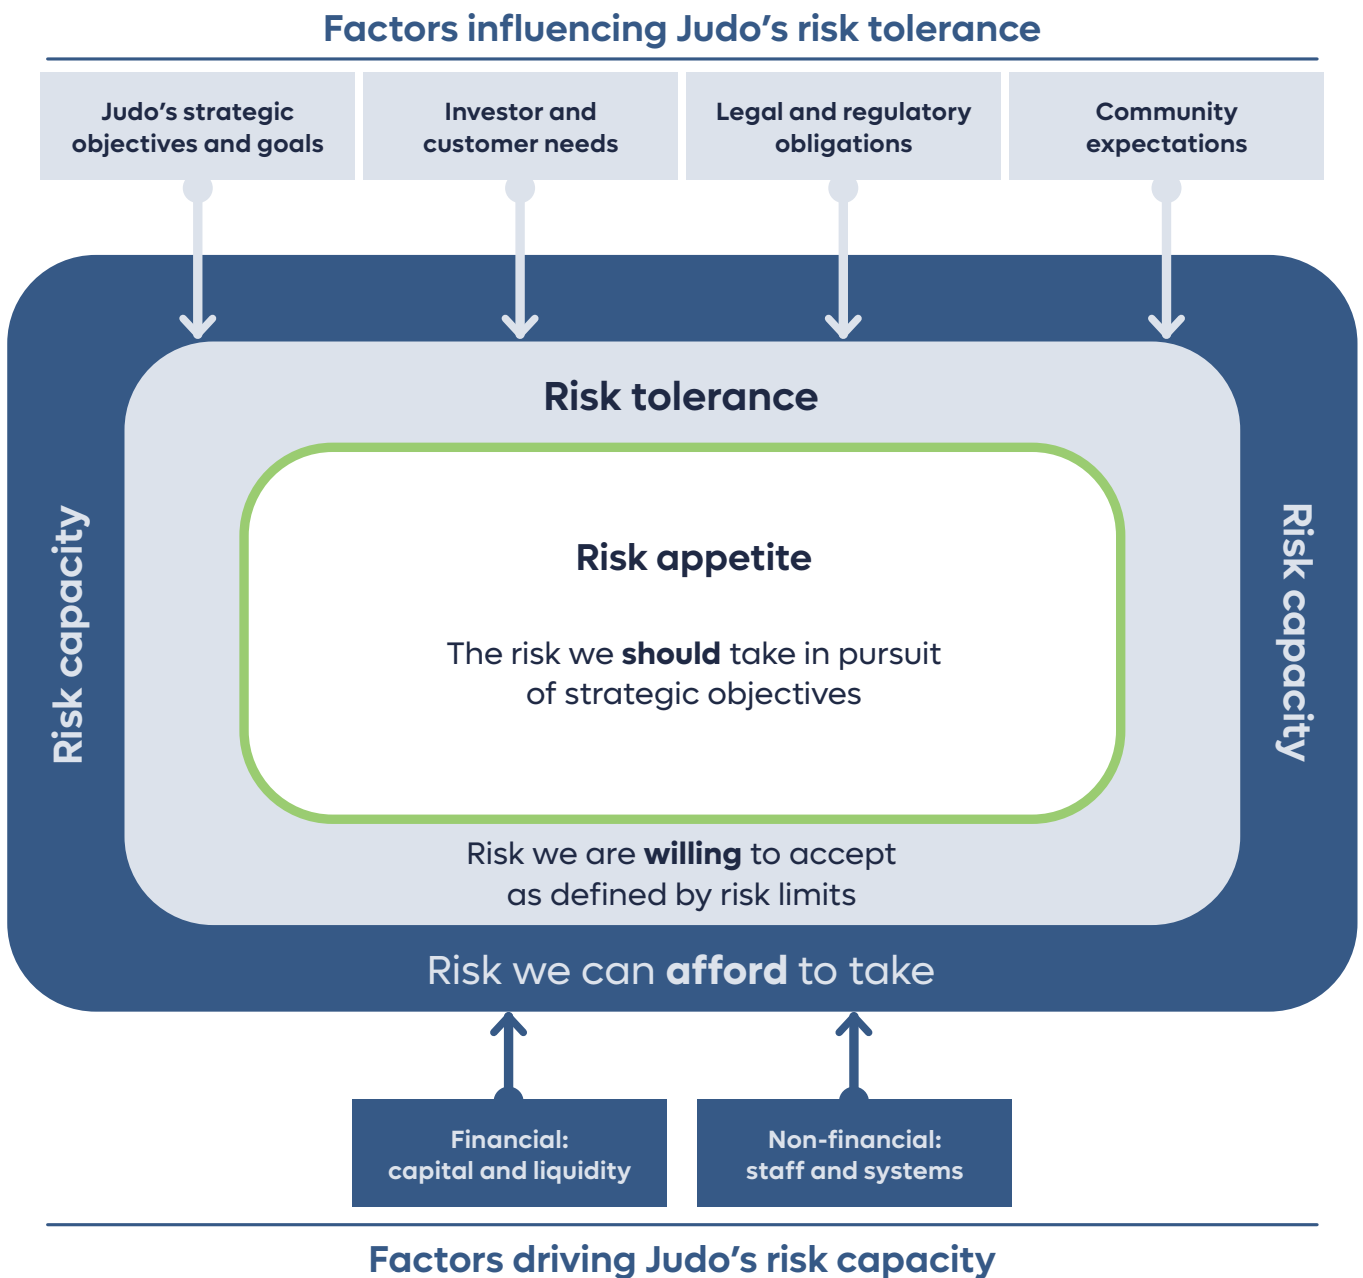 Factors influencing Judo’s risk tolerance
Judo’s strategic
objectives and goals
Investor and
customer needs
Legal and regulatory
obligations
Community
expectations
Risk tolerance
Risk capacity
Risk appetite
The risk we should take in pursuit
of strategic objectives
Risk capacity
Risk we are willing to accept
as defined by risk limits
Risk we can afford to take
Financial:
capital and liquidity
Non-financial:
staff and systems
Factors driving Judo’s risk capacity